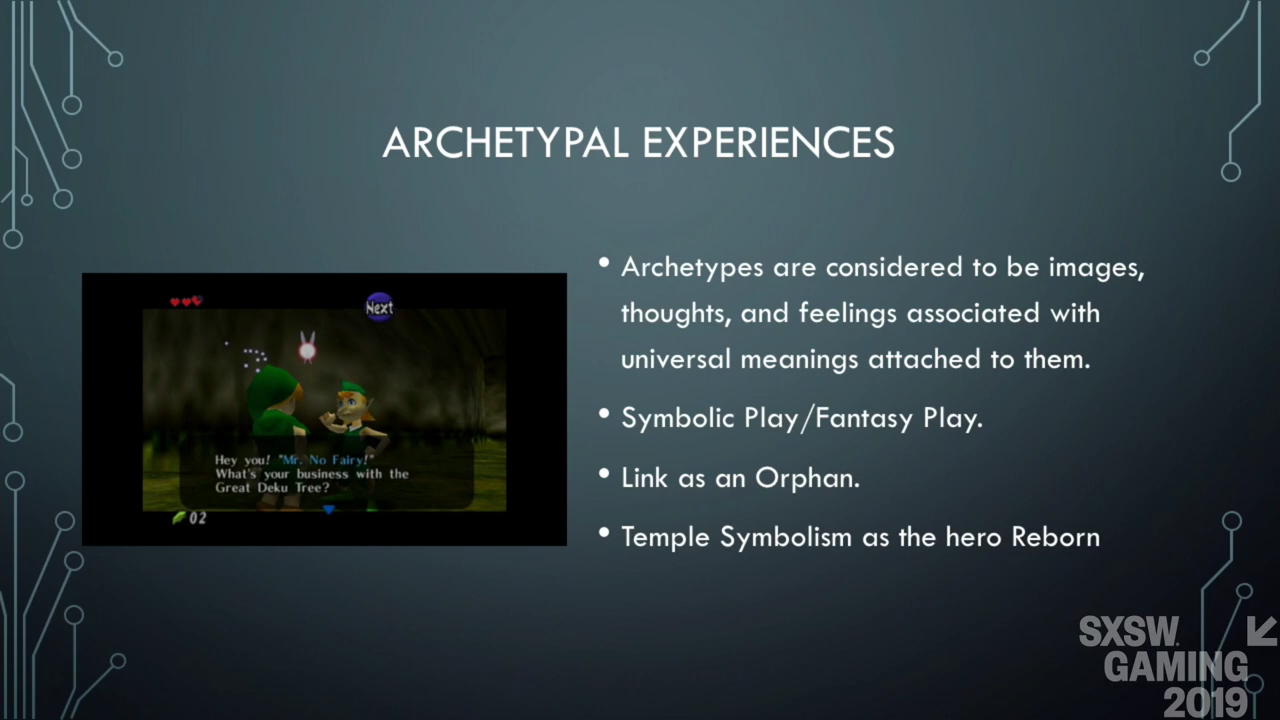 ARCHETYPAL EXPERIENCES
Next
Hey you! "Mr. No Fairy!"
What's your business with the
Great Deku Tree?
02
• Archetypes are considered to be images,
thoughts, and feelings associated with
universal meanings attached to them.
• Symbolic Play/Fantasy Play.
• Link as an Orphan.
• Temple Symbolism as the hero Reborn
SXSW
GAMING
2019